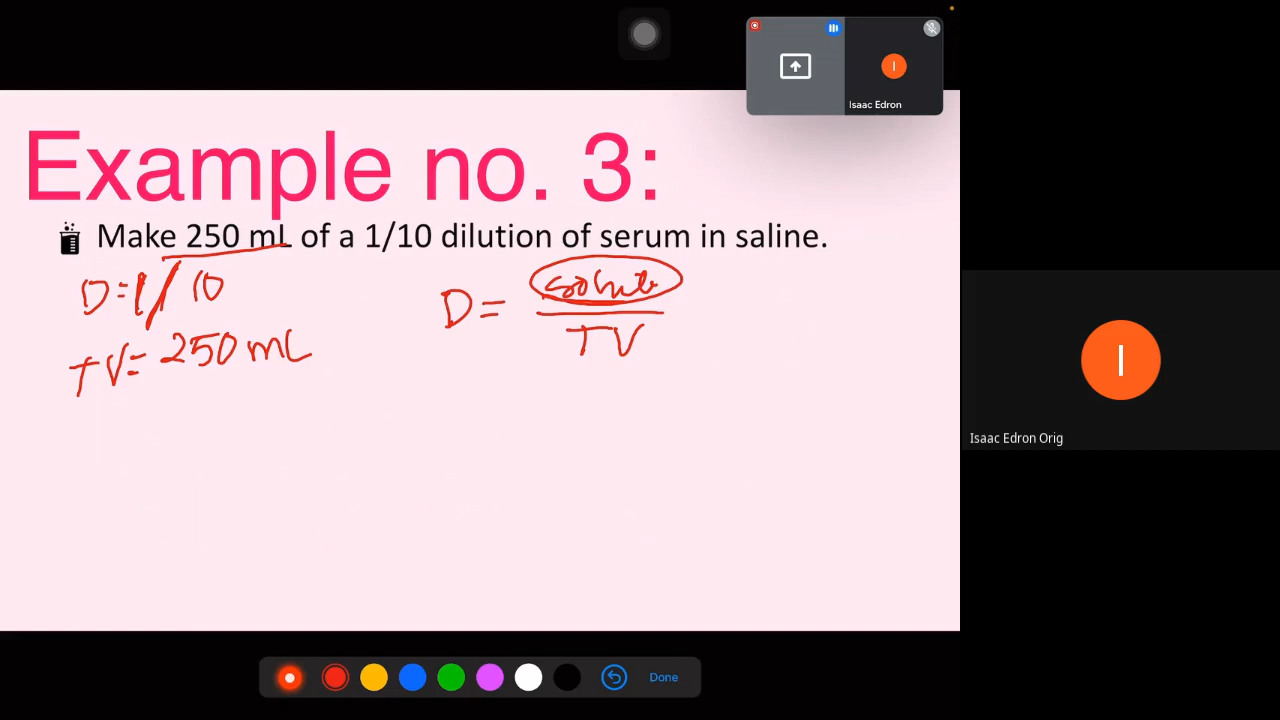 Isaac Edron
Example no. 3:
Make 250 mL of a 1/10 dilution of serum in saline.
D=1/10
TV= 250 mL
D= solute
TV
I
Isaac Edron Orig
Done